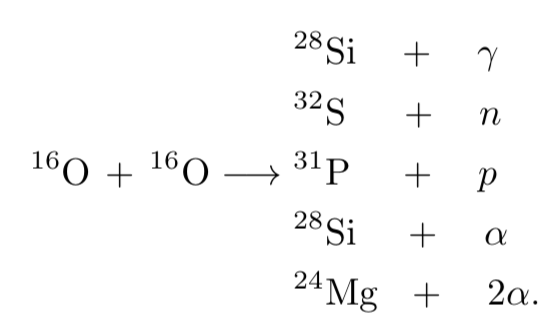 ²⁸Si + γ
³²S + n
¹⁶O + ¹⁶O ⟶ ³¹P + p
²⁸Si + α
²⁴Mg + 2α.